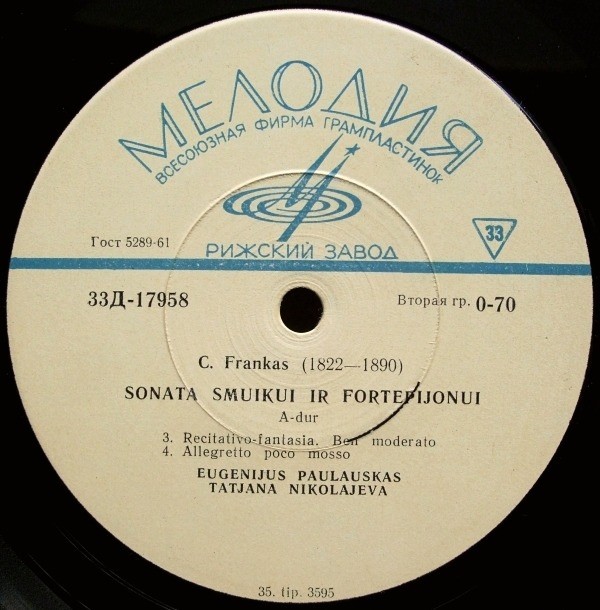 МЕЛОДИЯ
ВСЕСОЮЗНАЯ ФИРМА ГРАМПЛАСТИНОК
Гост 5289-61
33
РИЖСКИЙ ЗАВОД
33Д-17958
Вторая гр. 0-70
C. Frankas (1822—1890)
SONATA SMUIKUI IR FORTEPIJONUI
A-dur
3. Recitativo-fantasia. Ben moderato
4. Allegretto poco mosso
EUGENIJUS PAULAUSKAS
TATJANA NIKOLAJEVA
35. tip. 3595